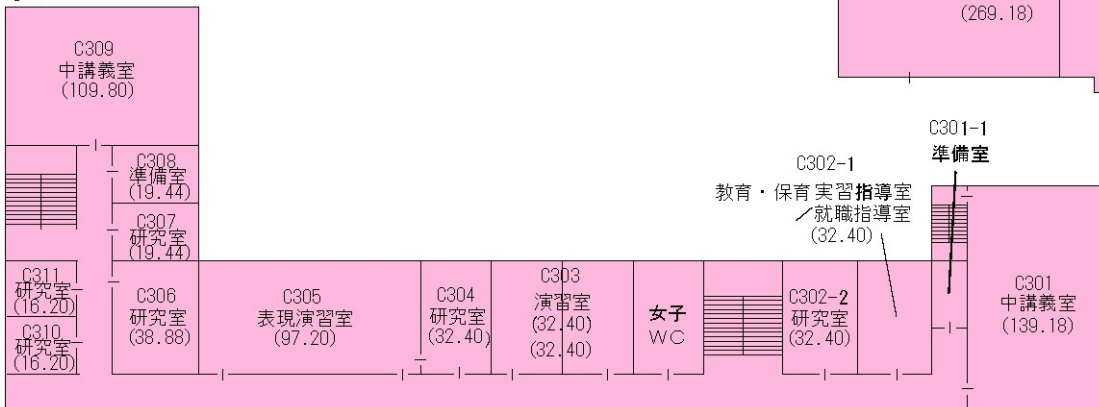 (269.18)
C309
中講義室
(109.80)
C308
準備室
(19.44)
C307
研究室
(19.44)
C311
研究室
(16.20)
C310
研究室
(16.20)
C306
研究室
(38.88)
C305
表現演習室
(97.20)
C304
研究室
(32.40)
C303
演習室
(32.40)
(32.40)
女子
WC
C302-2
研究室
(32.40)
C302-1
教育・保育実習指導室
／就職指導室
(32.40)
C301-1
準備室
C301
中講義室
(139.18)